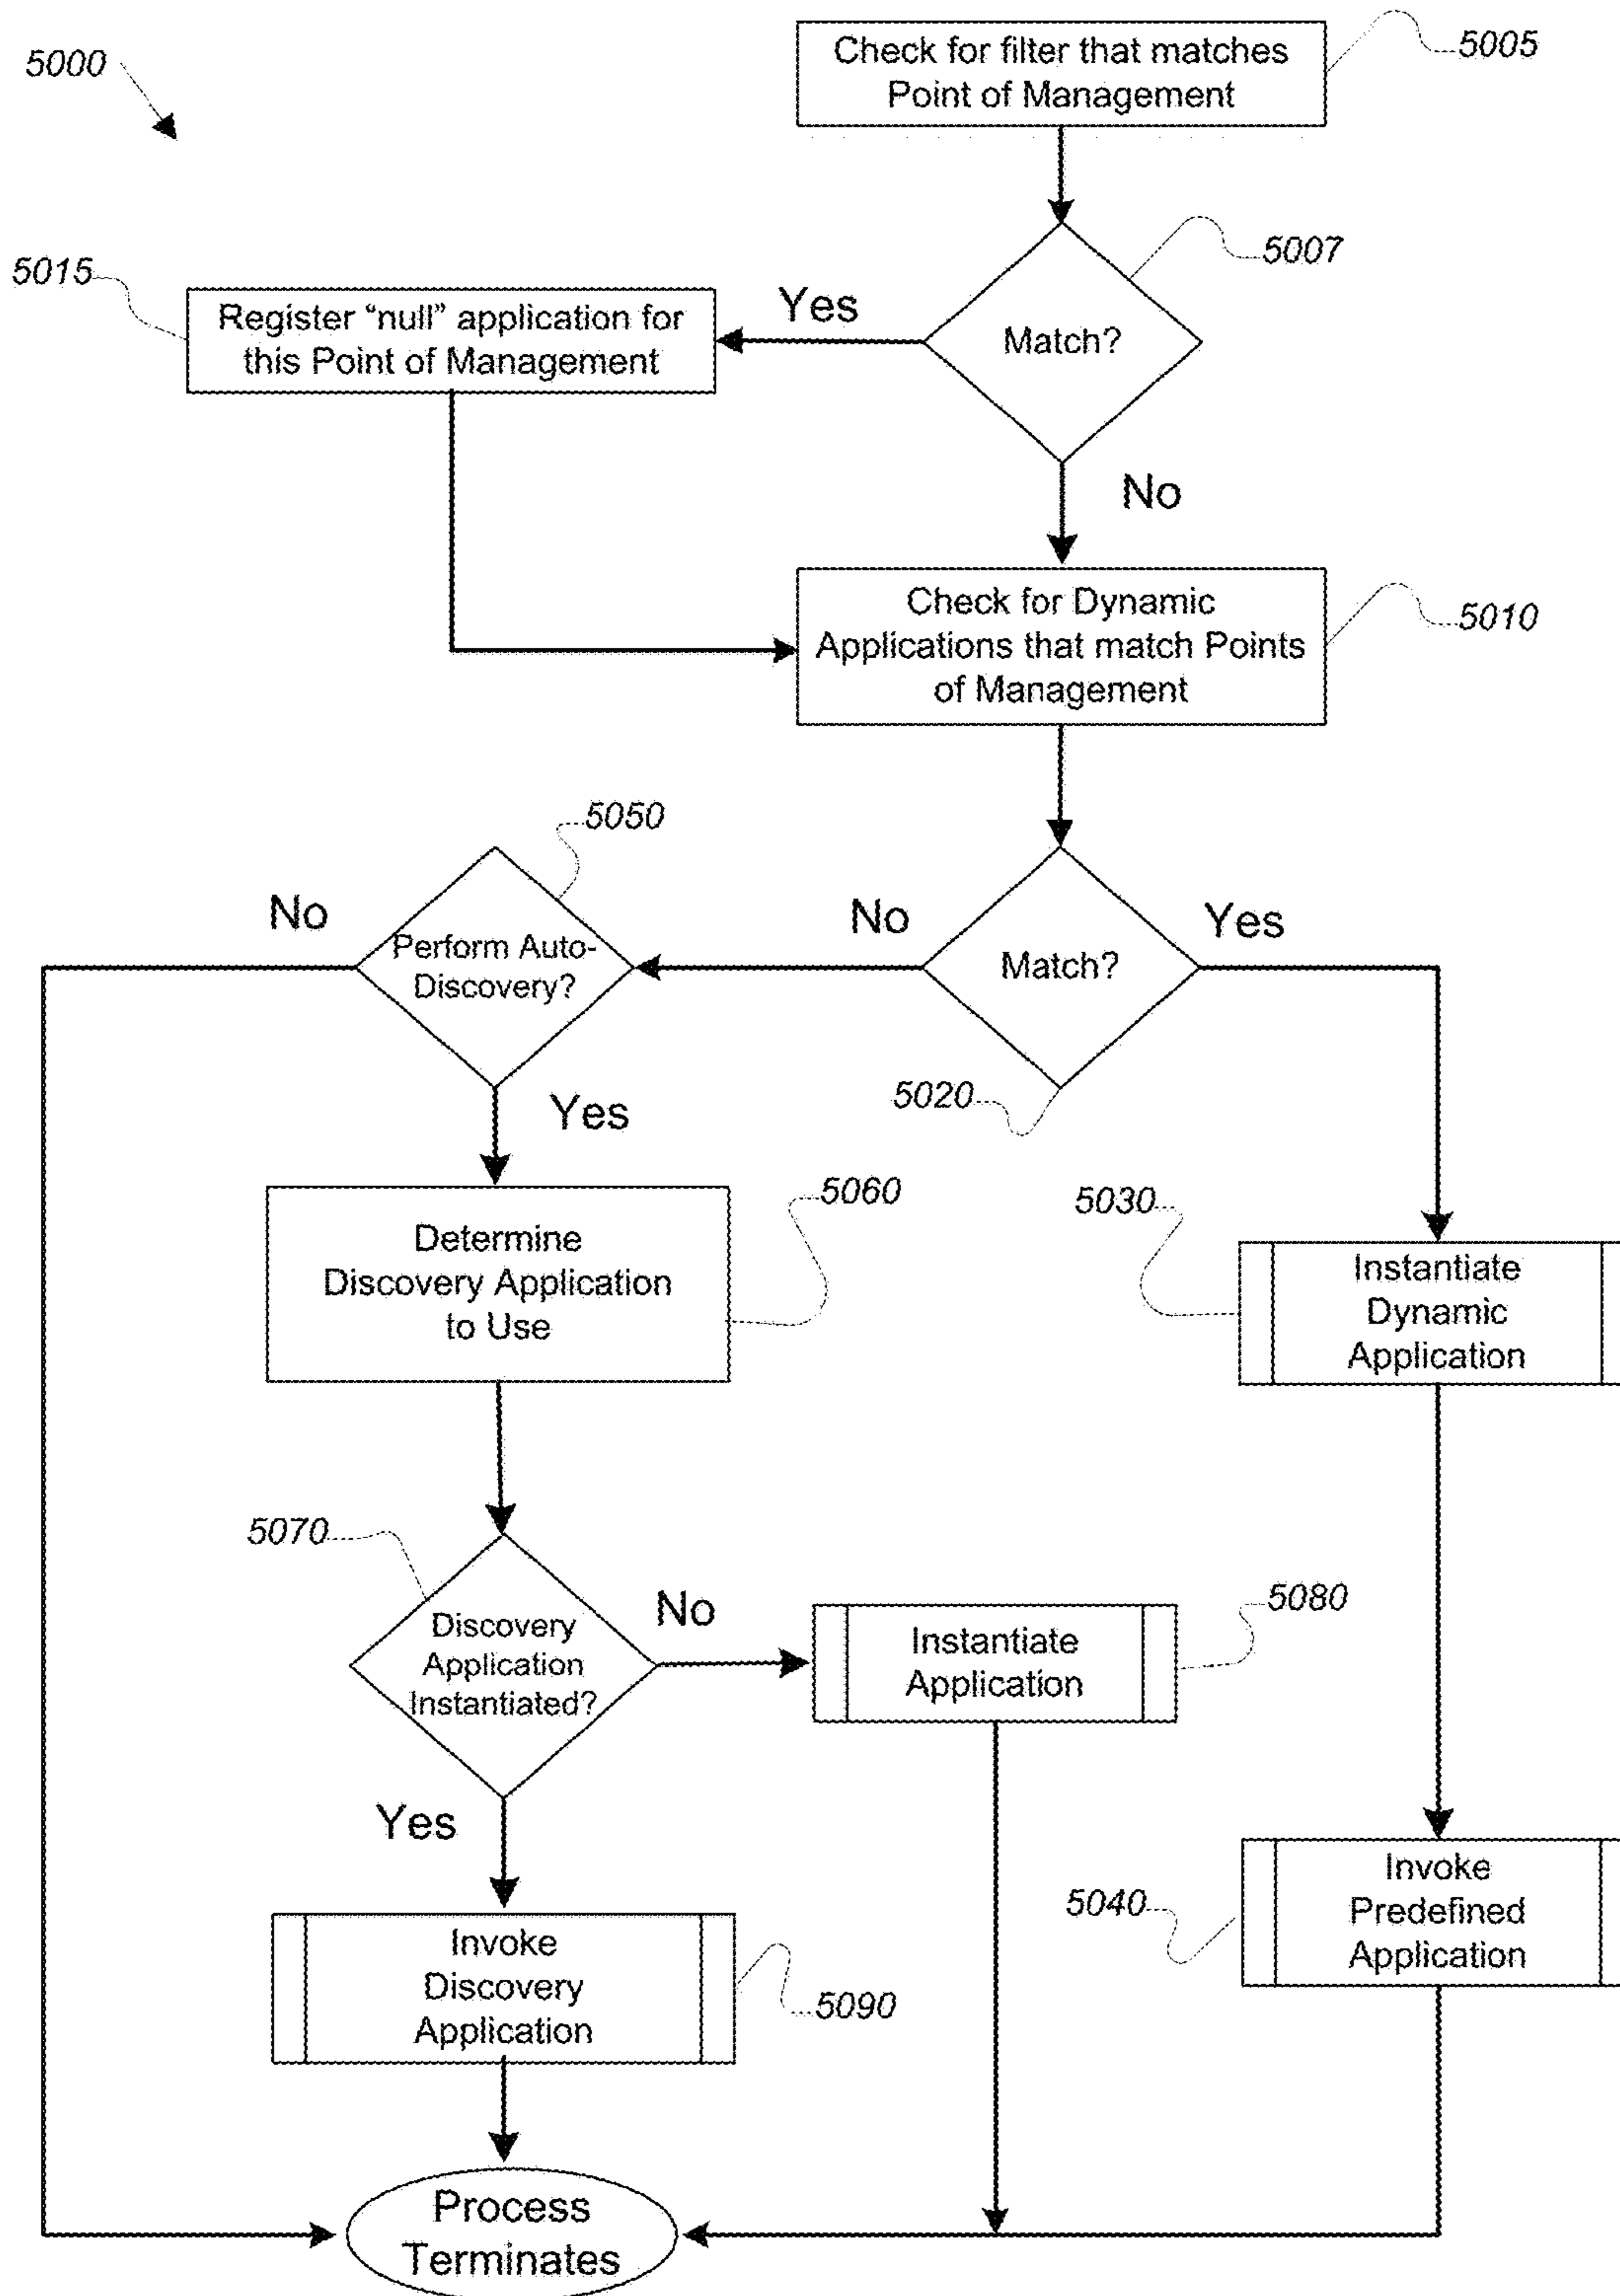 5000
Check for filter that matches
Point of Management
5005
5007
5015
Register “null” application for
this Point of Management
Yes
Match?
No
Check for Dynamic
Applications that match Points
of Management
5010
5050
No
Perform Auto-
Discovery?
No
Match?
Yes
5020
Yes
5060
Determine
Discovery Application
to Use
5030
Instantiate
Dynamic
Application
5070
Discovery
Application
Instantiated?
No
Instantiate
Application
5080
Yes
Invoke
Discovery
Application
5090
5040
Invoke
Predefined
Application
Process
Terminates